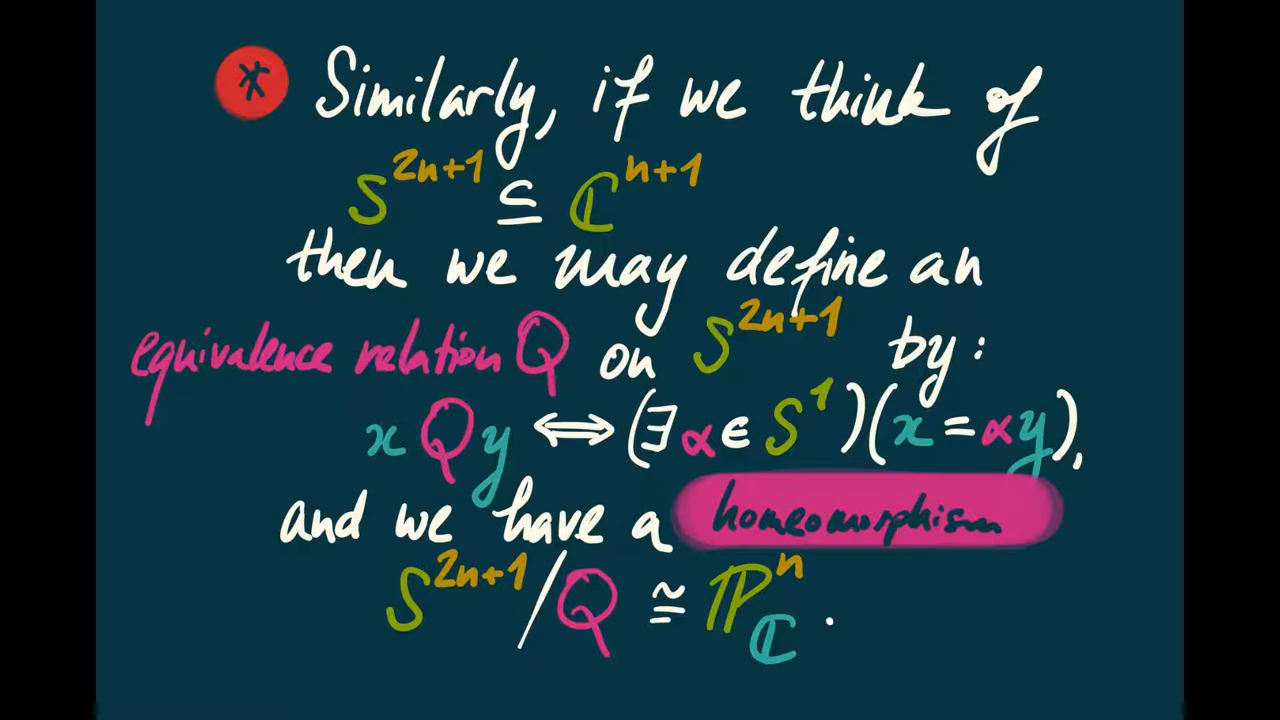 * Similarly, if we think of
S^{2n+1} ⊆ ℂ^{n+1}
then we may define an
equivalence relation Q on S^{2n+1} by:
x Q y ⟺ (∃ α ∈ S^1)(x = αy),
and we have a homeomorphism
S^{2n+1}/Q ≅ ℙ^n_ℂ.